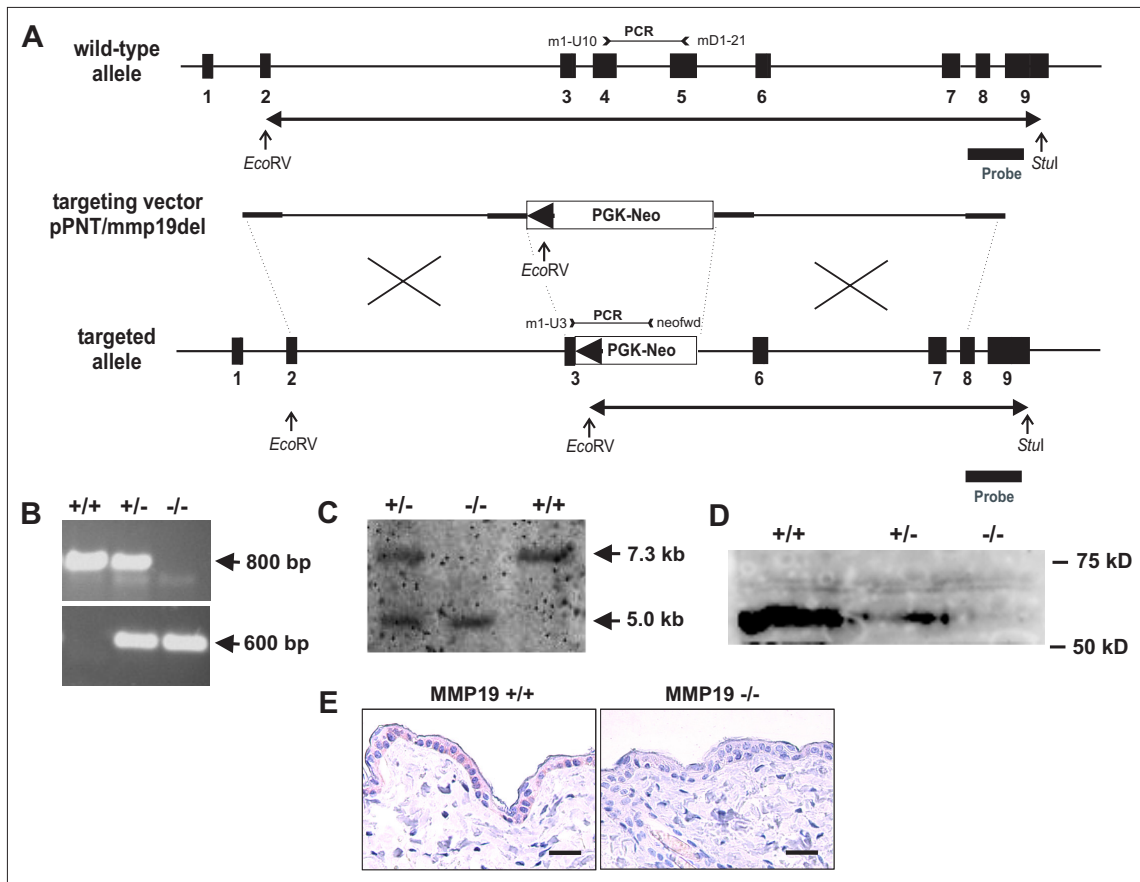 A
wild-type
allele
m1-U10
PCR
mD1-21
1 2 3 4 5 6 7 8 9
EcoRV
StuI
Probe
targeting vector
pPNT/mmp19del
PGK-Neo
EcoRV
targeted
allele
m1-U3
PCR
neofwd
PGK-Neo
1 2 3 6 7 8 9
EcoRV
EcoRV
StuI
Probe
B
+/+ +/- -/-
800 bp
600 bp
C
+/- -/- +/+
7.3 kb
5.0 kb
D
+/+ +/- -/-
75 kD
50 kD
E
MMP19 +/+
MMP19 -/-